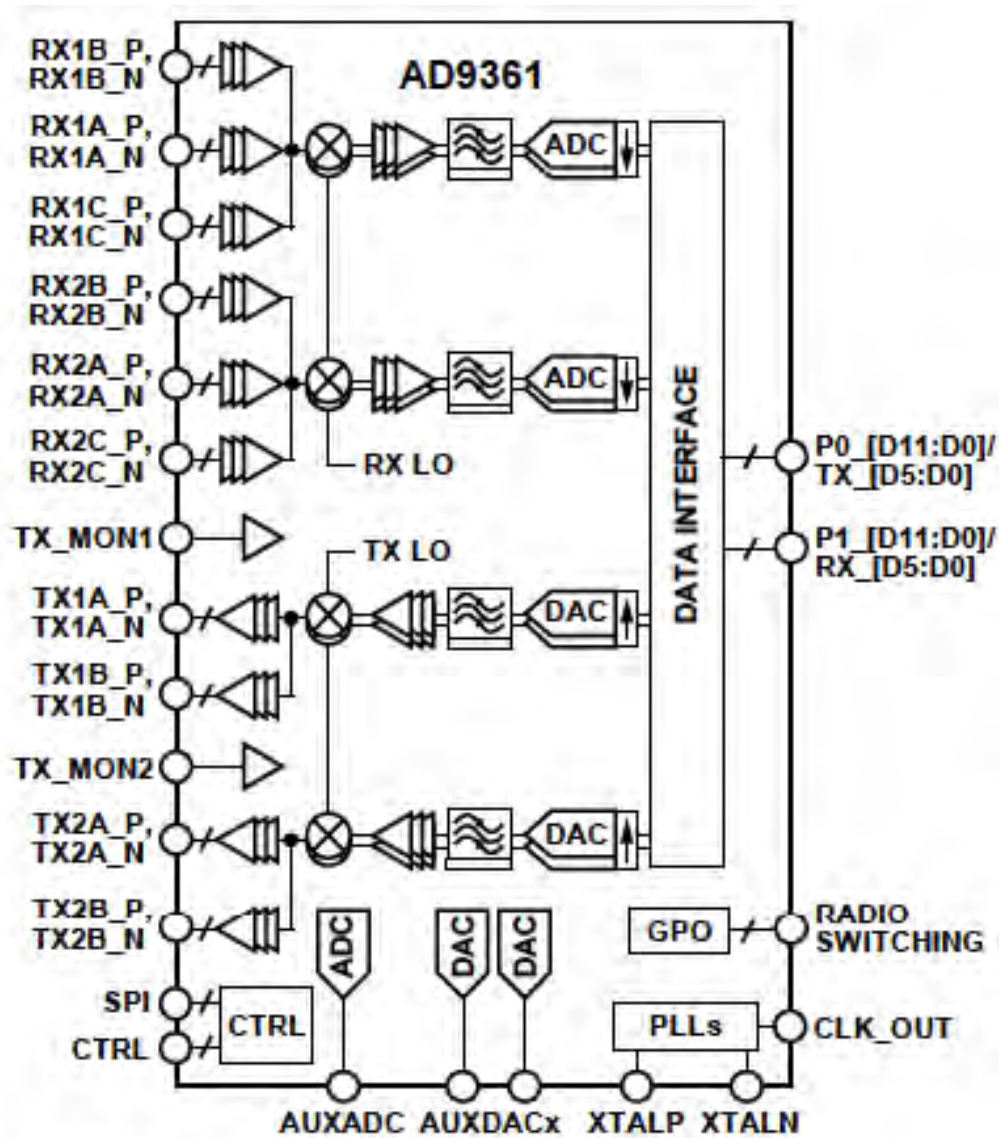 AD9361
RX1B_P,
RX1B_N
RX1A_P,
RX1A_N
RX1C_P,
RX1C_N
RX2B_P,
RX2B_N
RX2A_P,
RX2A_N
RX2C_P,
RX2C_N
TX_MON1
TX1A_P,
TX1A_N
TX1B_P,
TX1B_N
TX_MON2
TX2A_P,
TX2A_N
TX2B_P,
TX2B_N
SPI
CTRL
CTRL
ADC
ADC
RX LO
TX LO
DAC
DAC
DATA INTERFACE
P0_[D11:D0]/
TX_[D5:D0]
P1_[D11:D0]/
RX_[D5:D0]
ADC
DAC
DAC
GPO
RADIO
SWITCHING
PLLs
CLK_OUT
AUXADC
AUXDACx
XTALP
XTALN